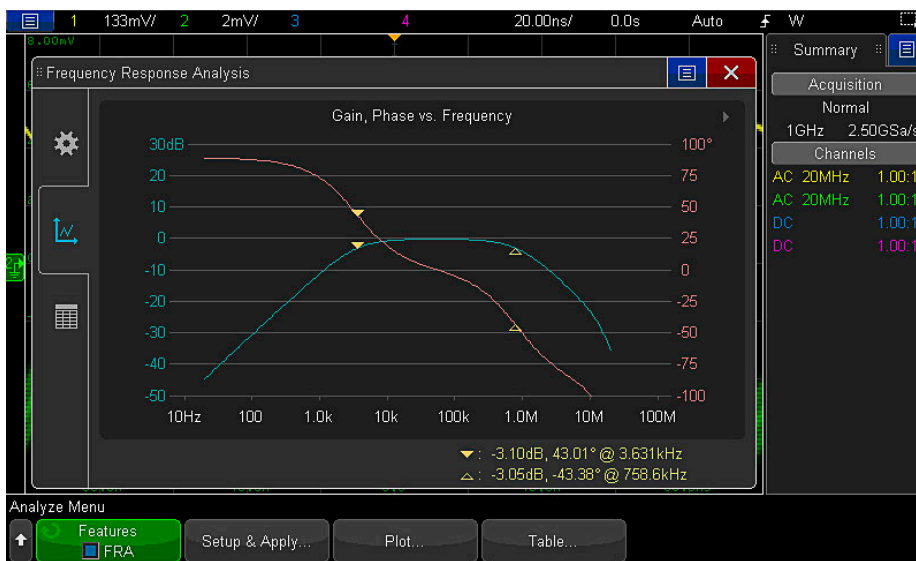 1 133mV/ 2 2mV/ 3 4 20.00ns/ 0.0s Auto W
8.00mV
Summary
Frequency Response Analysis
Acquisition
Normal
1GHz 2.50GSa/s
Channels
AC 20MHz 1.00:1
AC 20MHz 1.00:1
DC 1.00:1
DC 1.00:1
Gain, Phase vs. Frequency
30dB 100°
20 75
10 50
0 25
-10 0
-20 -25
-30 -50
-40 -75
-50 -100
10Hz 100 1.0k 10k 100k 1.0M 10M 100M
-3.10dB, 43.01° @ 3.631kHz
-3.05dB, -43.38° @ 758.6kHz
Analyze Menu
Features
FRA
Setup & Apply...
Plot...
Table...